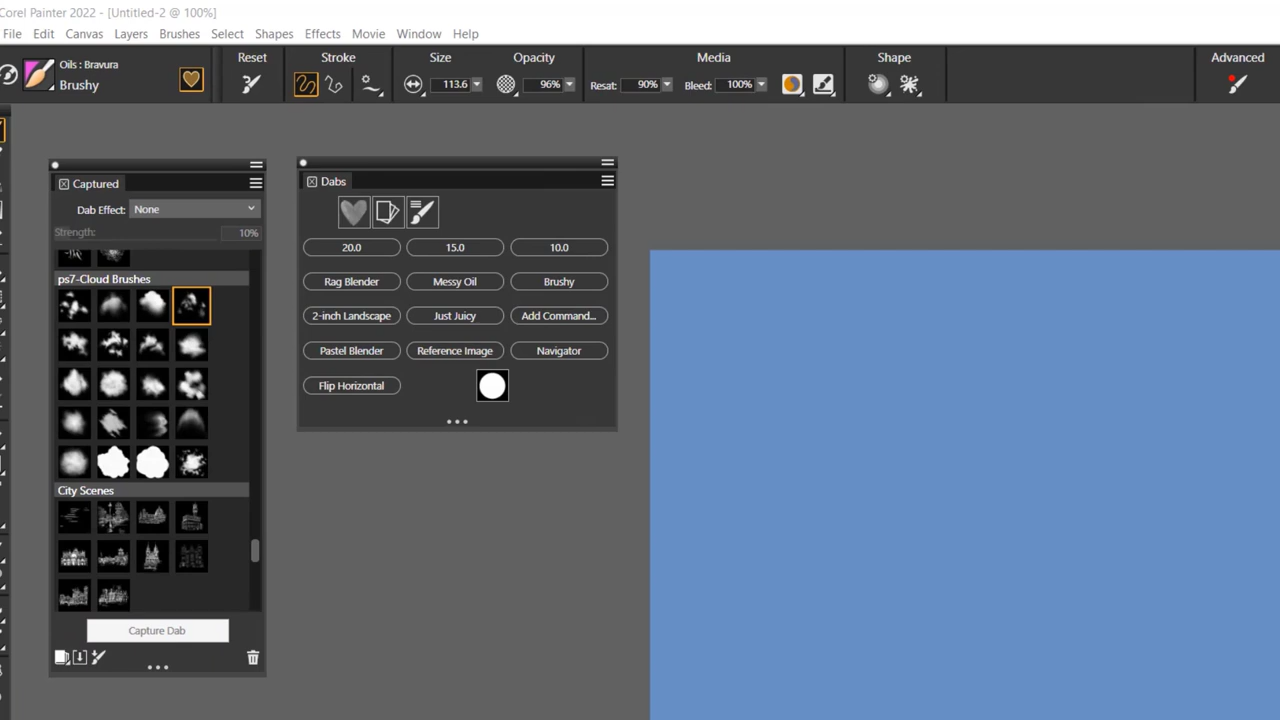 Corel Painter 2022 - [Untitled-2 @ 100%]
File Edit Canvas Layers Brushes Select Shapes Effects Movie Window Help
Oils : Bravura
Brushy
Reset
Stroke
Size
113.6
Opacity
96%
Media
Resat: 90% Bleed: 100%
Shape
Advanced
Captured
Dab Effect: None
Strength: 10%
ps7-Cloud Brushes
City Scenes
Capture Dab
Dabs
20.0 15.0 10.0
Rag Blender Messy Oil Brushy
2-inch Landscape Just Juicy Add Command...
Pastel Blender Reference Image Navigator
Flip Horizontal